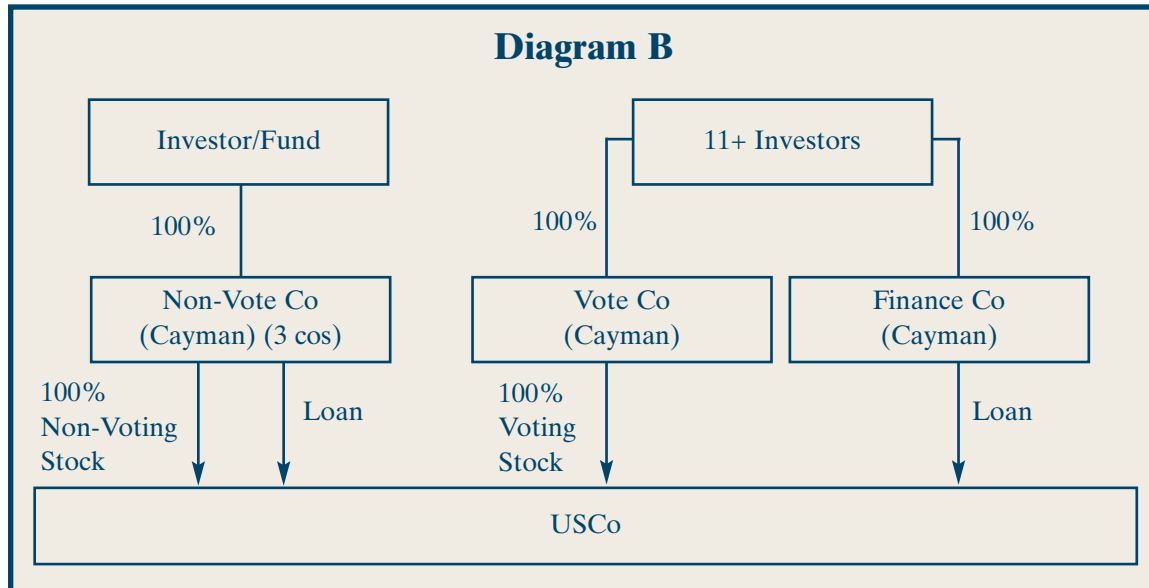 Diagram B
Investor/Fund
11+ Investors
100%
100%
100%
Non-Vote Co
(Cayman) (3 cos)
Vote Co
(Cayman)
Finance Co
(Cayman)
100%
Non-Voting
Stock
Loan
100%
Voting
Stock
Loan
USCo